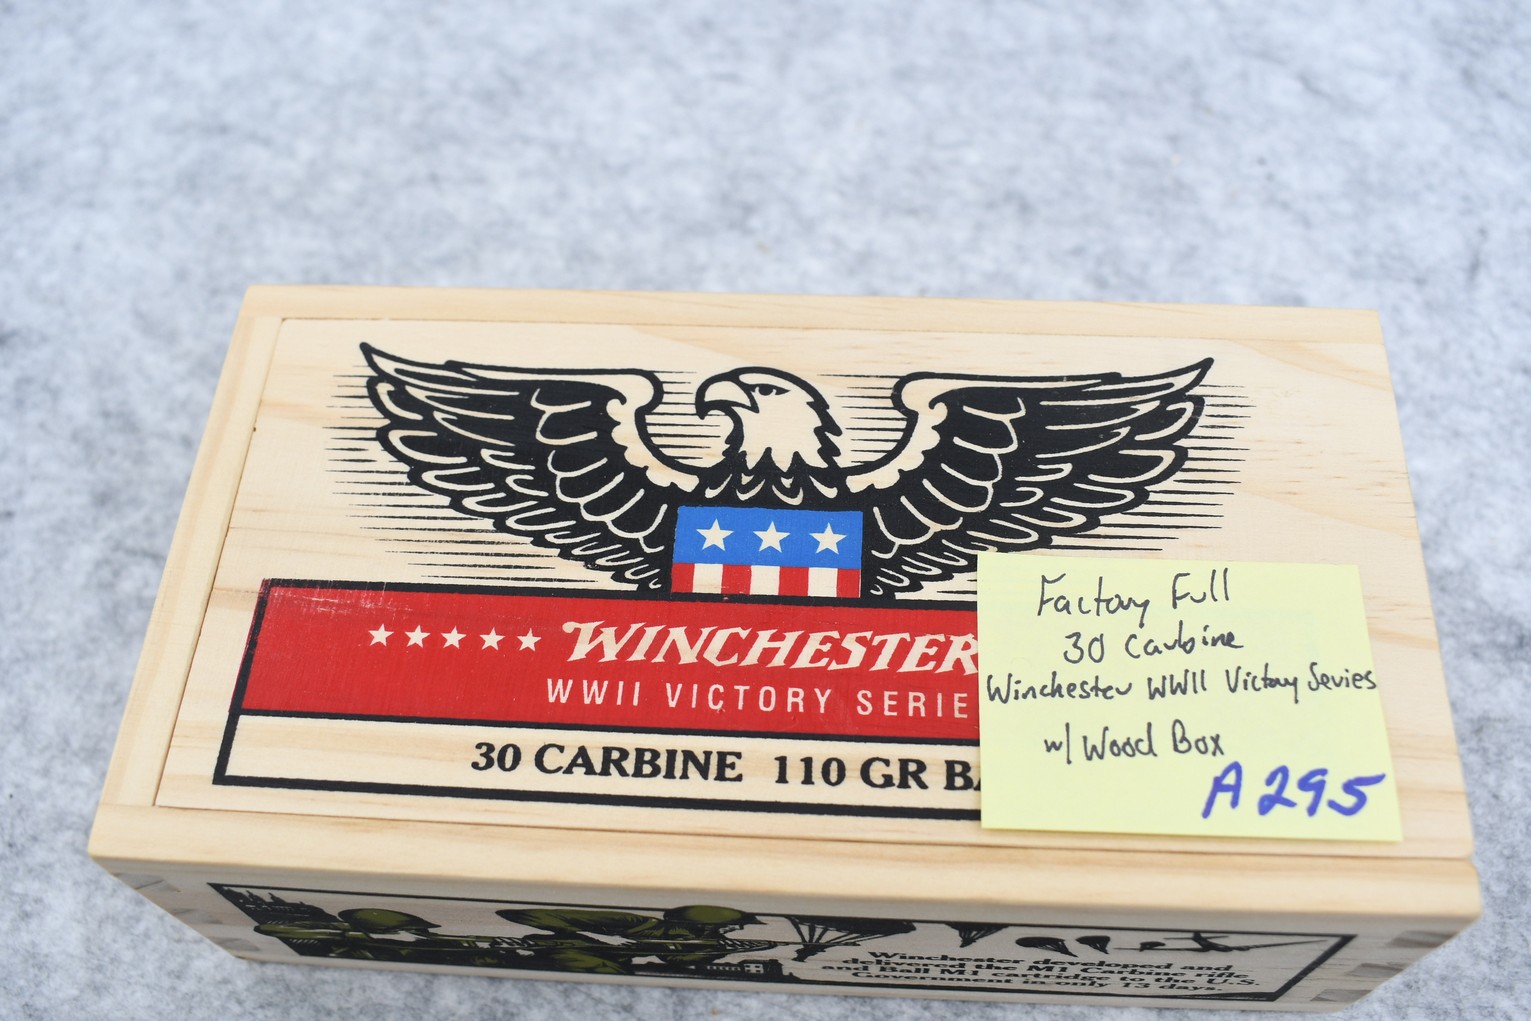 WINCHESTER
WWII VICTORY SERIE
30 CARBINE 110 GR BA
Factory Full
30 Carbine
Winchester WWII Victory Series
w/ Wood Box
A295
Winchester developed and
delivered the M1 Carbine rifle
and Ball M1 cartridge to the U.S.
Government in only 13 days.